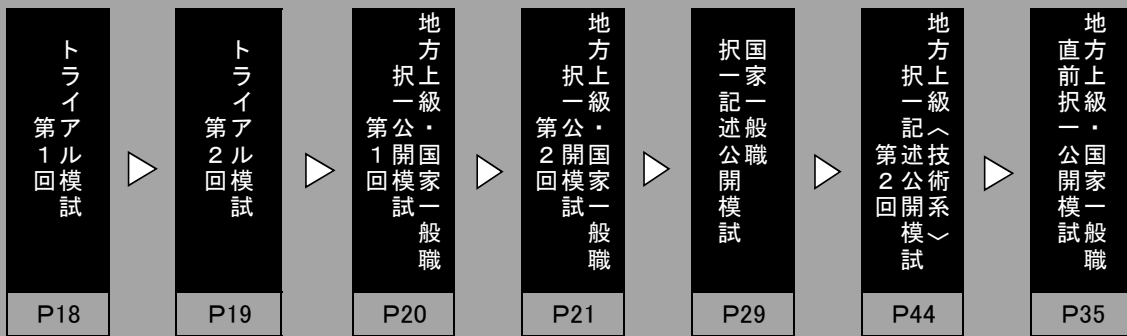 トライアル模試
第1回
P18
トライアル模試
第2回
P19
地方上級・国家一般職
択一公開模試
第1回
P20
地方上級・国家一般職
択一公開模試
第2回
P21
国家一般職
択一記述公開模試
P29
地方上級〈技術系〉
択一記述公開模試
第2回
P44
地方上級・国家一般職
直前択一公開模試
P35